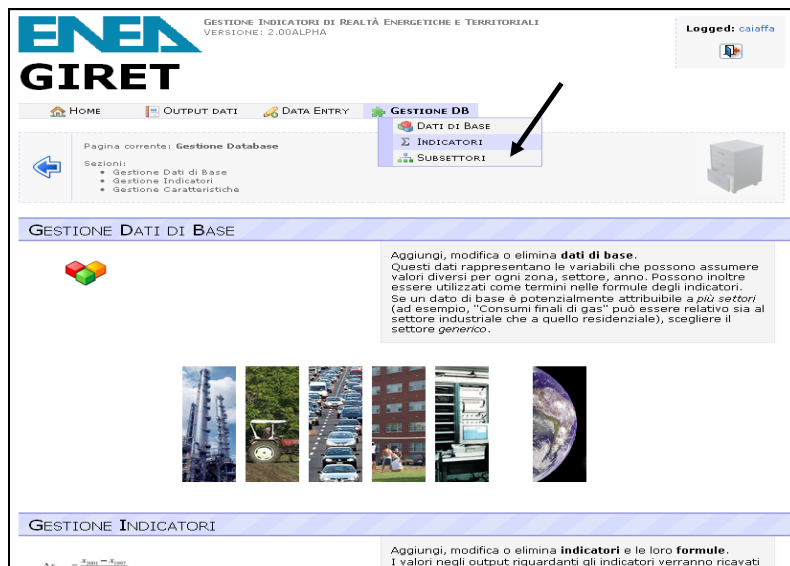 ENEA
GESTIONE INDICATORI DI REALTÀ ENERGETICHE E TERRITORIALI
VERSIONE: 2.00ALPHA
Logged: caiaffa
GIRET
HOME OUTPUT DATI DATA ENTRY GESTIONE DB
DATI DI BASE
Σ INDICATORI
SUBSETTORI
Pagina corrente: Gestione Database
Sezioni:
• Gestione Dati di Base
• Gestione Indicatori
• Gestione Caratteristiche
GESTIONE DATI DI BASE
Aggiungi, modifica o elimina dati di base.
Questi dati rappresentano le variabili che possono assumere
valori diversi per ogni zona, settore, anno. Possono inoltre
essere utilizzati come termini nelle formule degli indicatori.
Se un dato di base è potenzialmente attribuibile a più settori
(ad esempio, "Consumi finali di gas" può essere relativo sia al
settore industriale che a quello residenziale), scegliere il
settore generico.
GESTIONE INDICATORI
Aggiungi, modifica o elimina indicatori e le loro formule.
I valori negli output riguardanti gli indicatori verranno ricavati